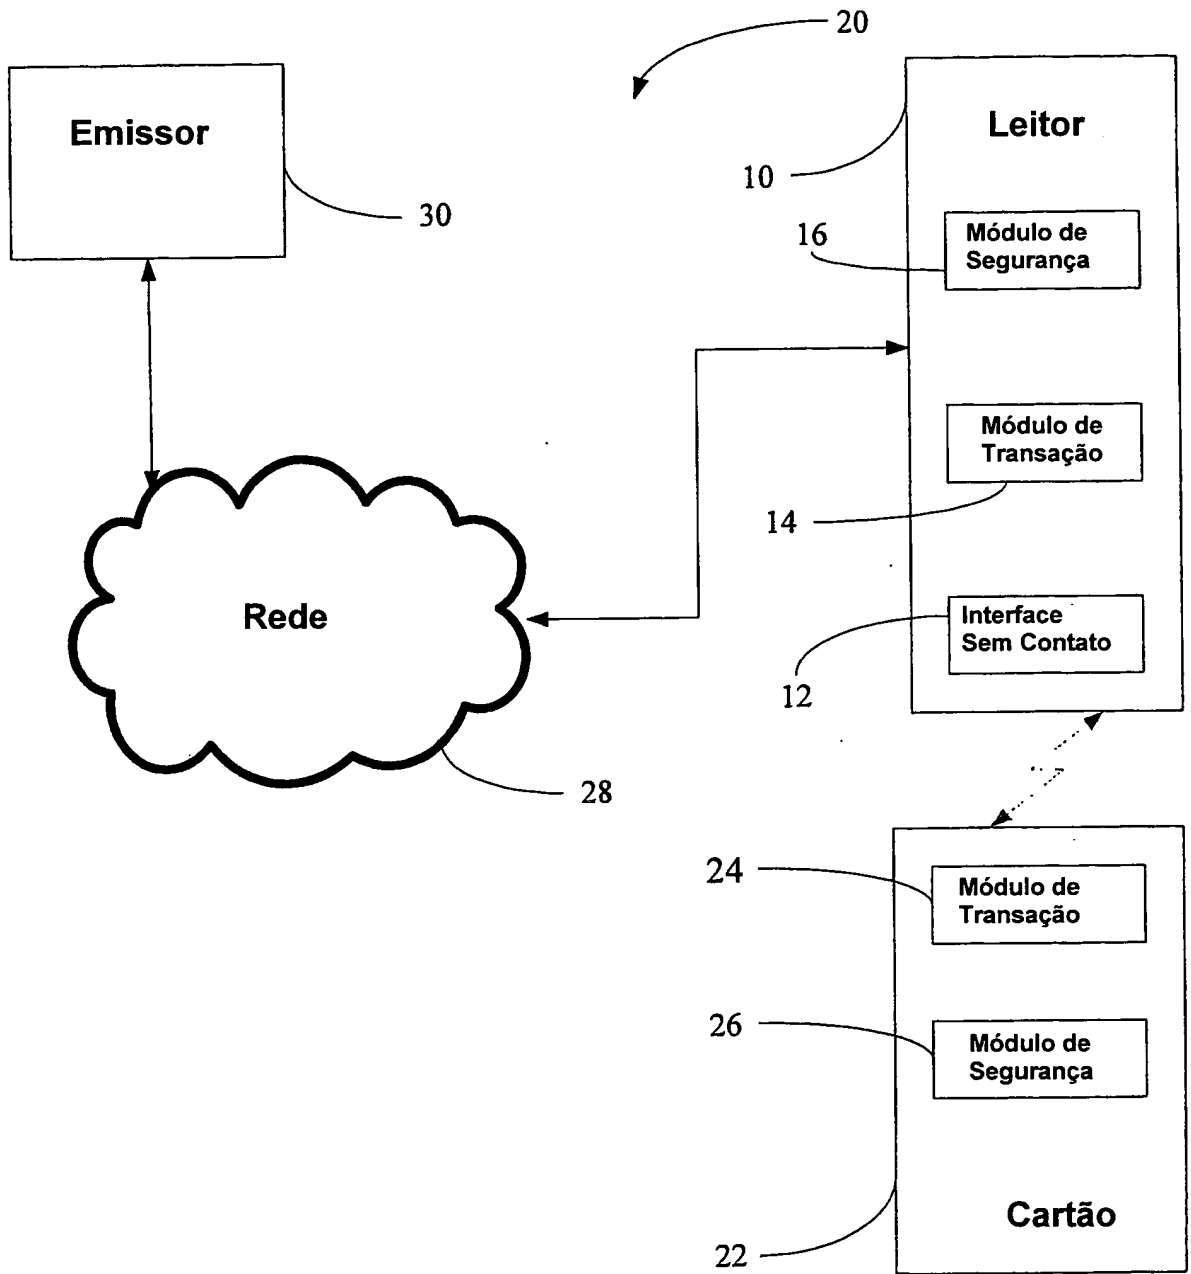 20
Emissor
30
Leitor
10
16
Módulo de
Segurança
Módulo de
Transação
14
Interface
Sem Contato
12
Rede
28
24
Módulo de
Transação
26
Módulo de
Segurança
Cartão
22